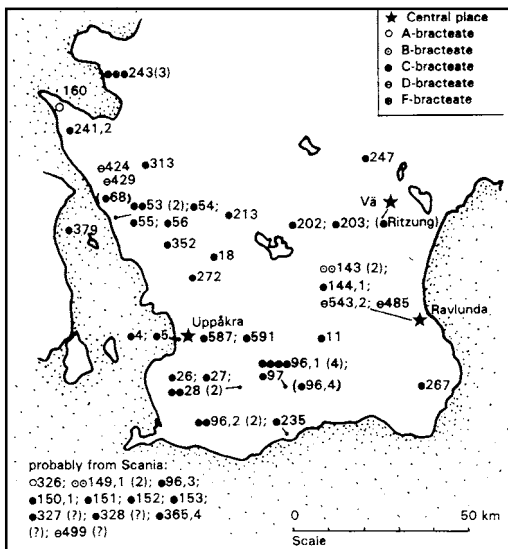 ★ Central place
○ A-bracteate
⊙ B-bracteate
● C-bracteate
⊖ D-bracteate
● F-bracteate
●●●243(3)
160
241,2
313
424
429
(68)
53 (2);
54;
55;
56
213
379
352
18
272
247
Vä
202;
203;
(Ritzung)
143 (2);
144,1;
543,2;
485
Ravlunda
Uppåkra
4;
5
587;
591
11
96,1 (4);
26;
27;
97
(96,4)
28 (2)
267
96,2 (2);
235
probably from Scania:
○326; ⊙⊙149,1 (2); ●96,3;
●150,1; ●151; ●152; ●153;
●327 (?); ●328 (?); ●365,4
(?); ⊖499 (?)
0 50 km
Scale